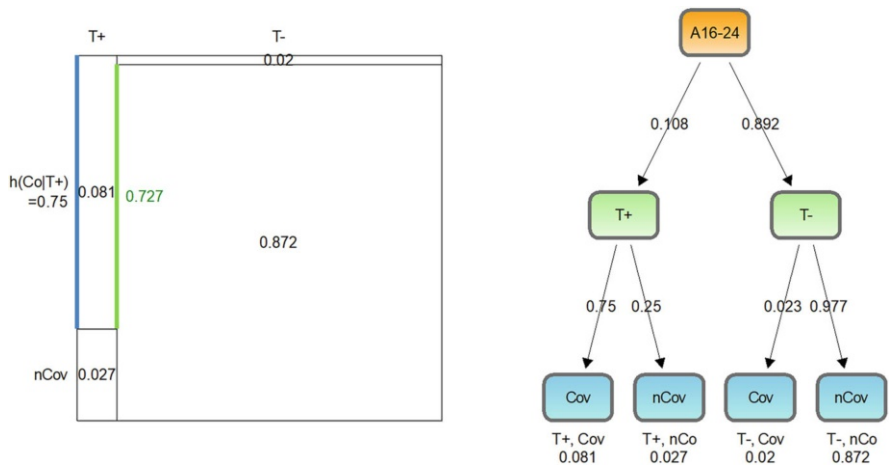 T+ T-
0.02
h(Co|T+)
=0.75
0.081
0.727
0.872
nCov
0.027
A16-24
0.108 0.892
T+ T-
0.75 0.25 0.023 0.977
Cov nCov Cov nCov
T+, Cov T+, nCo T-, Cov T-, nCo
0.081 0.027 0.02 0.872